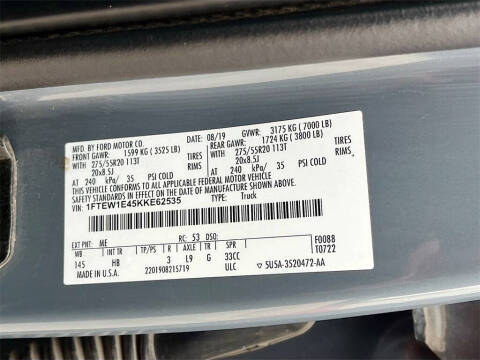 MFD. BY FORD MOTOR CO. 08/19 GVWR: 3175 KG ( 7000 LB)
FRONT GAWR: 1599 KG ( 3525 LB) REAR GAWR: 1724 KG ( 3800 LB)
WITH 275/55R20 113T TIRES WITH 275/55R20 113T TIRES
20x8.5J RIMS 20x8.5J RIMS
AT 240 kPa/ 35 PSI COLD AT 240 kPa/ 35 PSI COLD
THIS VEHICLE CONFORMS TO ALL APPLICABLE FEDERAL MOTOR VEHICLE
SAFETY STANDARDS IN EFFECT ON THE DATE OF MANUFACTURE SHOWN ABOVE.
VIN: 1FTEW1E45KKE62535 TYPE: Truck
EXT PNT: ME RC: 53 DSO: F0088
WB INT TR TP/PS R AXLE TR SPR T0722
145 HB 3 L9 G 33CC
MADE IN U.S.A. 2201908215719 ULC 5U5A-3520472-AA